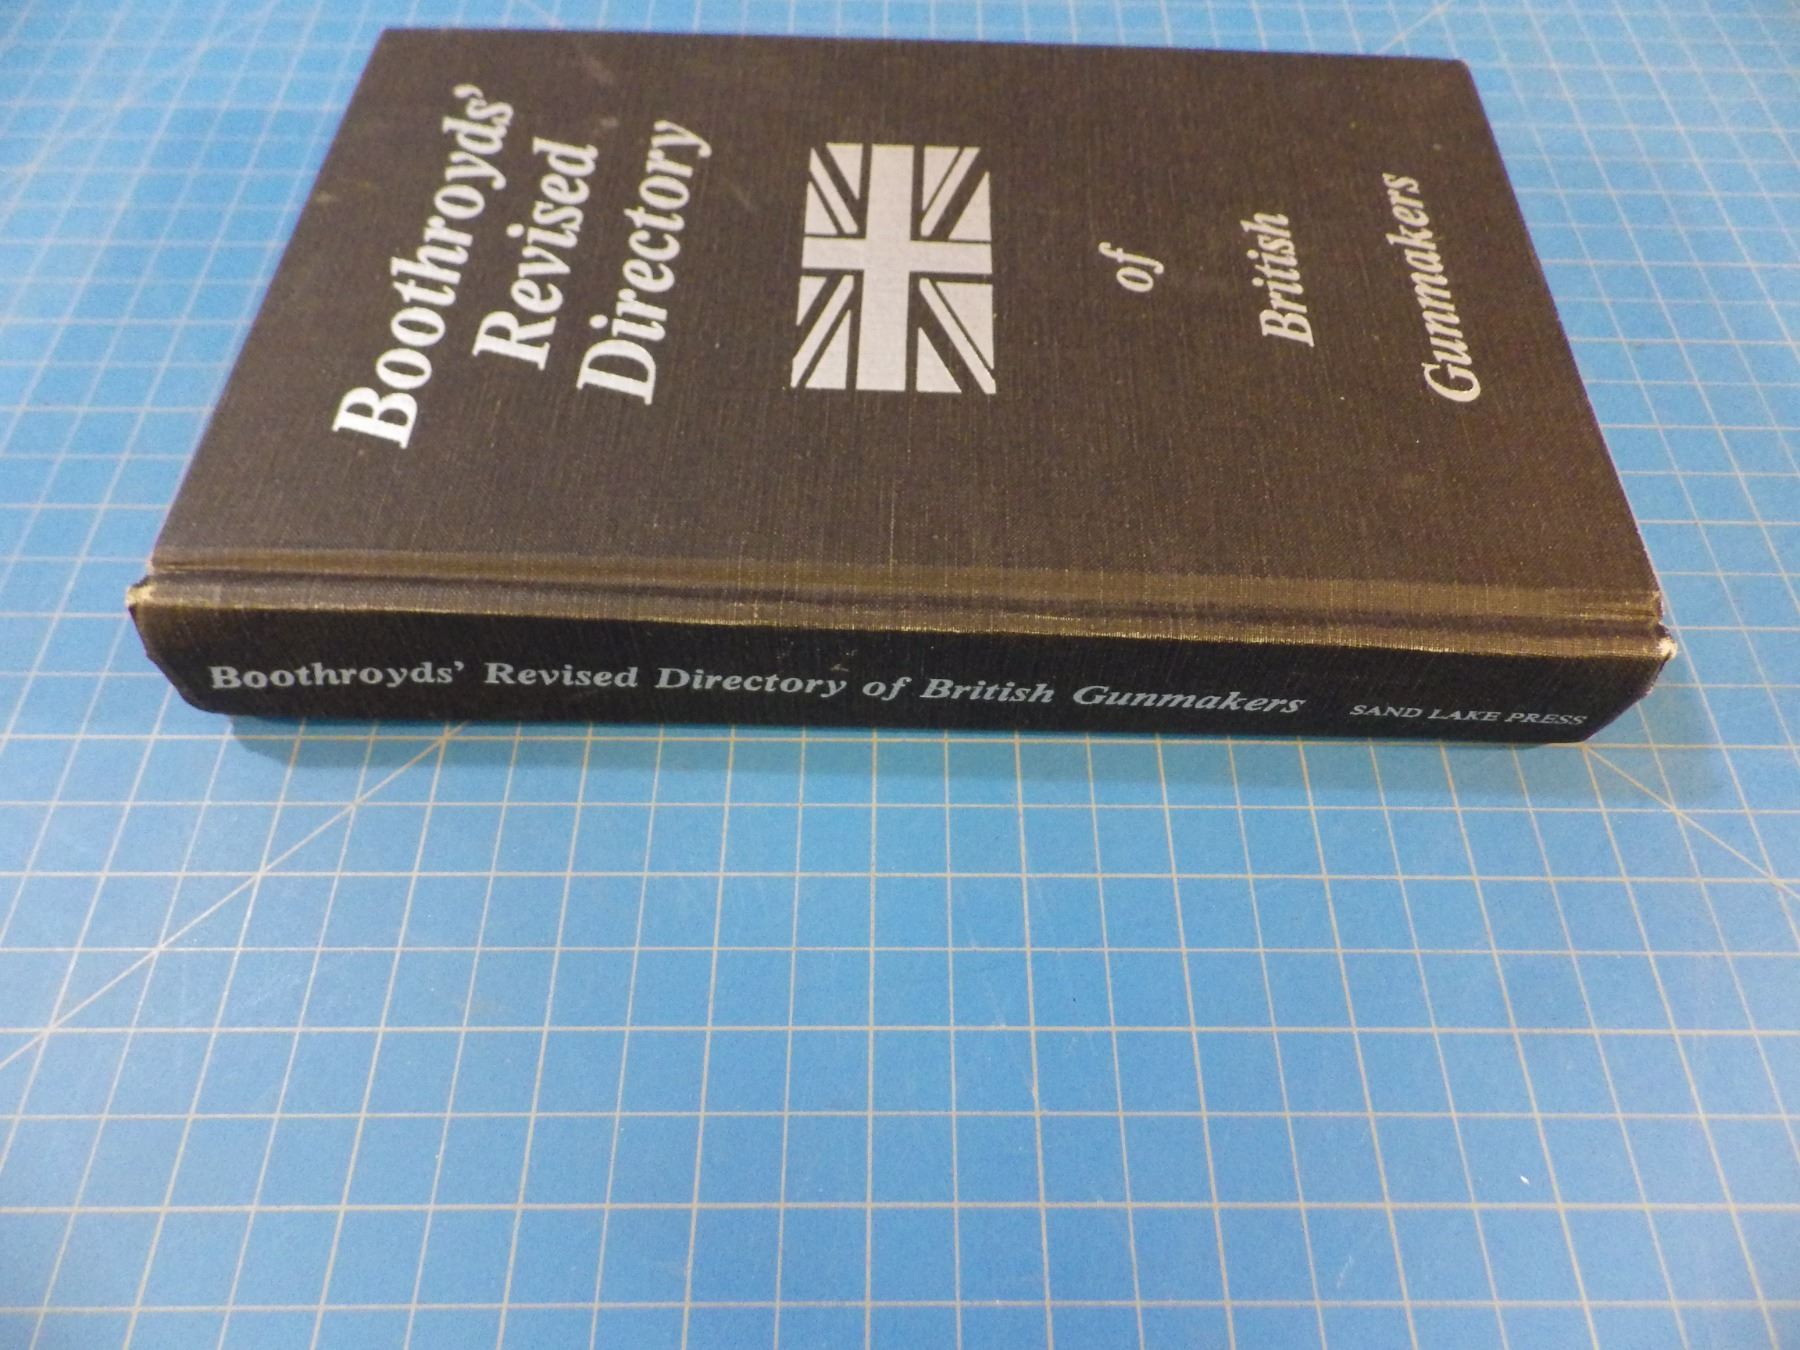 Boothroyds'
Revised
Directory
of
British
Gunmakers
Boothroyds' Revised Directory of British Gunmakers SAND LAKE PRESS